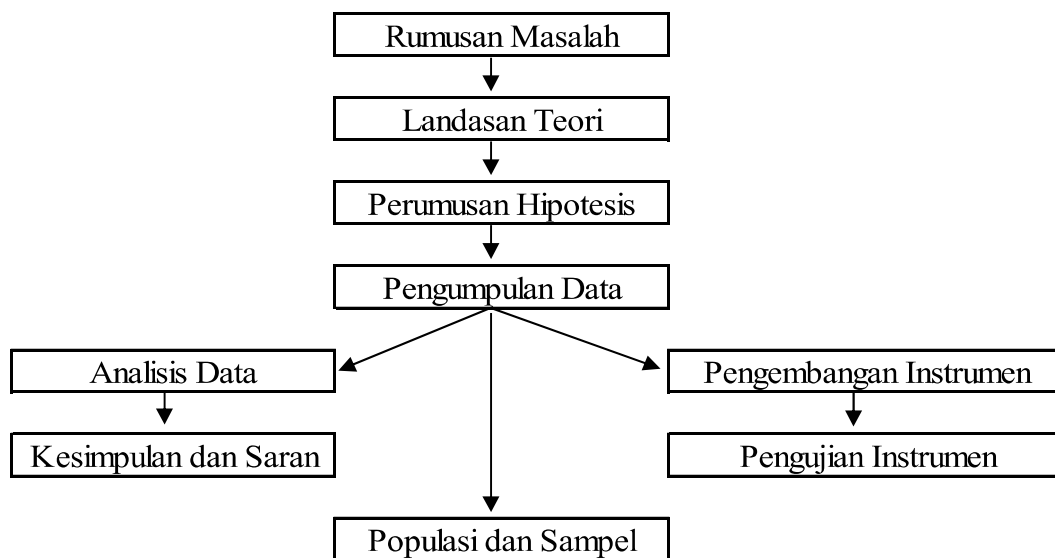 Rumusan Masalah
Landasan Teori
Perumusan Hipotesis
Pengumpulan Data
Analisis Data
Pengembangan Instrumen
Kesimpulan dan Saran
Pengujian Instrumen
Populasi dan Sampel